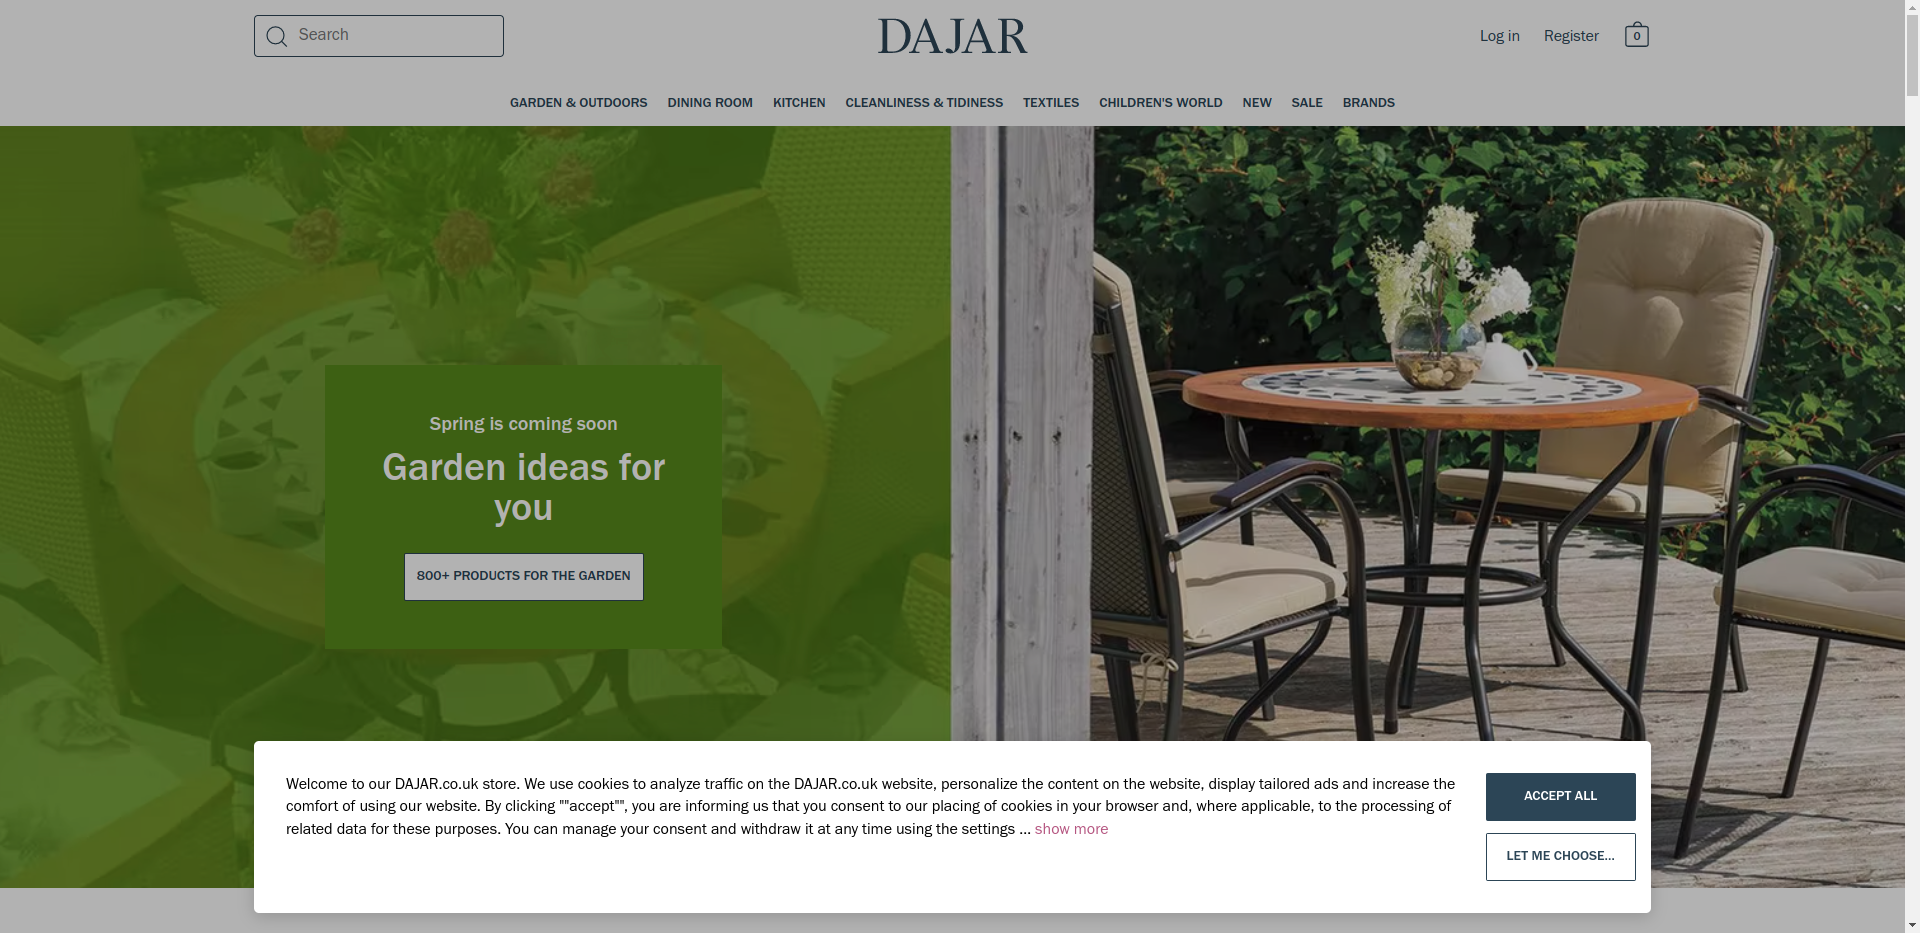 Search
DAJAR
Log in
Register
0
GARDEN & OUTDOORS
DINING ROOM
KITCHEN
CLEANLINESS & TIDINESS
TEXTILES
CHILDREN'S WORLD
NEW
SALE
BRANDS
Spring is coming soon
Garden ideas for
you
800+ PRODUCTS FOR THE GARDEN
Welcome to our DAJAR.co.uk store. We use cookies to analyze traffic on the DAJAR.co.uk website, personalize the content on the website, display tailored ads and increase the
comfort of using our website. By clicking ""accept"", you are informing us that you consent to our placing of cookies in your browser and, where applicable, to the processing of
related data for these purposes. You can manage your consent and withdraw it at any time using the settings ... show more
ACCEPT ALL
LET ME CHOOSE...